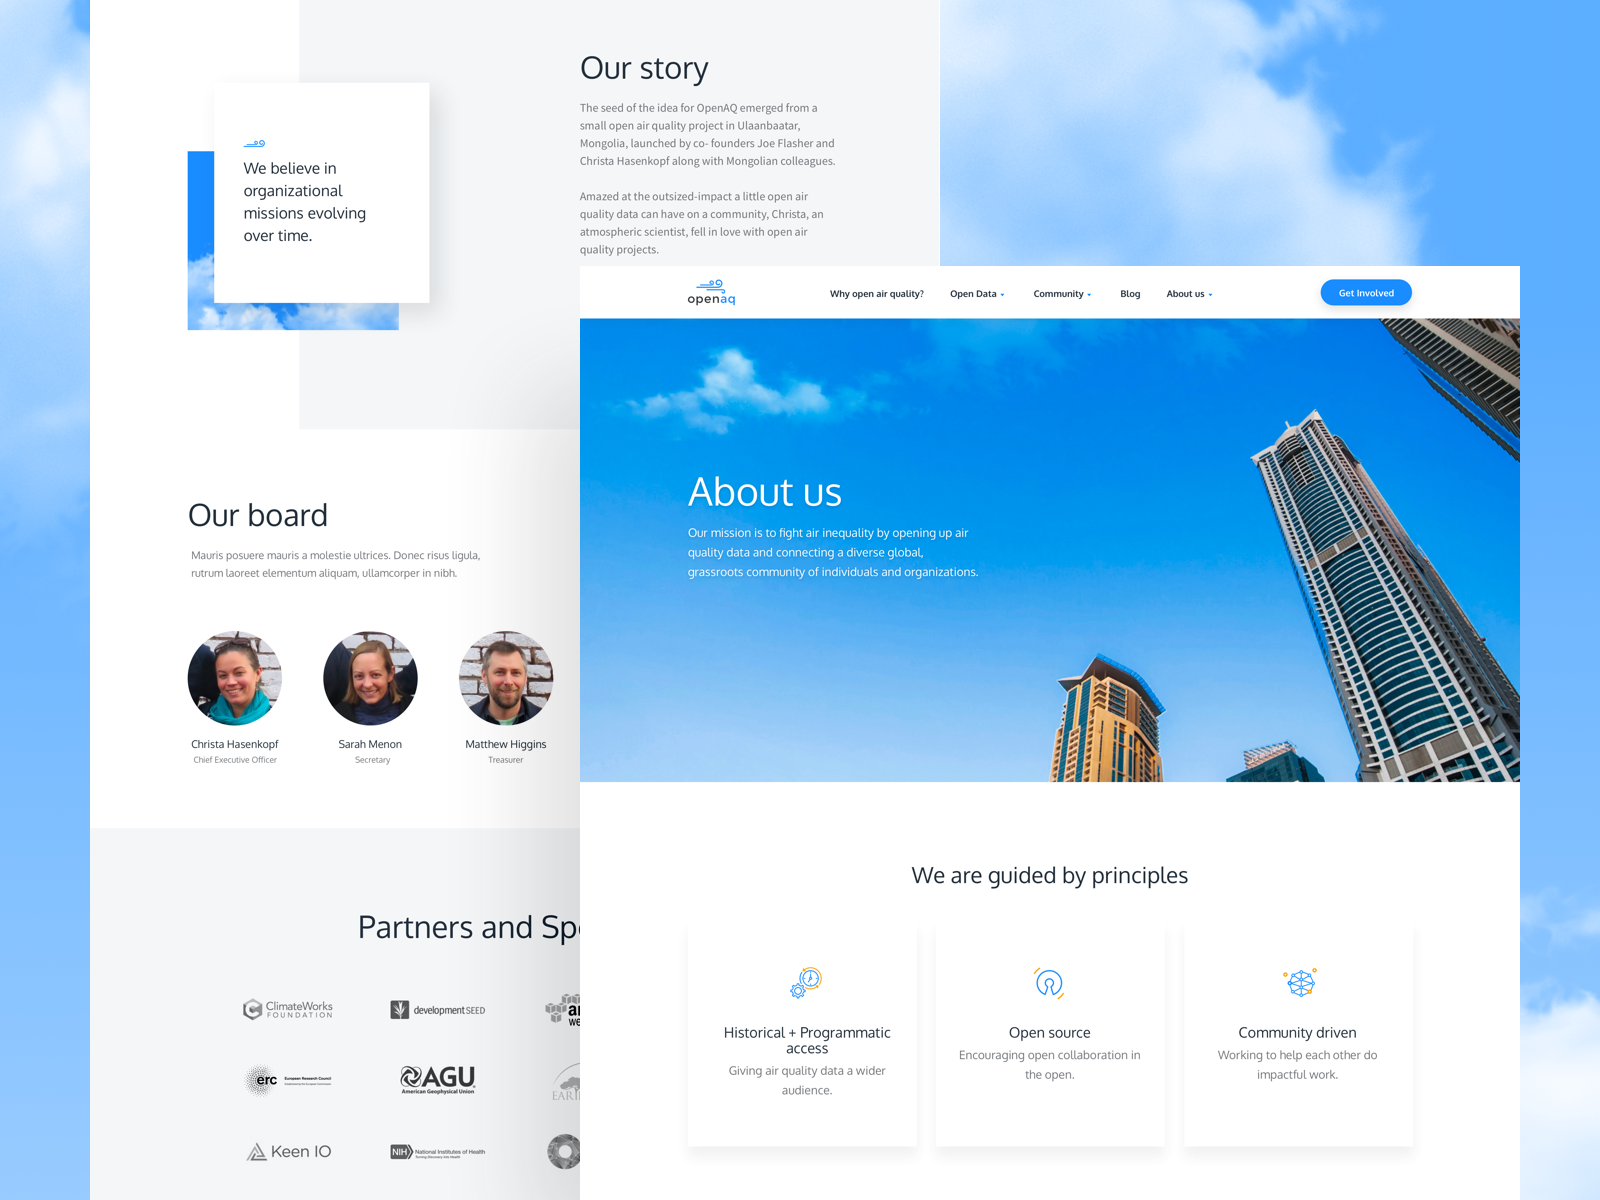 Our story
The seed of the idea for OpenAQ emerged from a
small open air quality project in Ulaanbaatar,
Mongolia, launched by co- founders Joe Flasher and
Christa Hasenkopf along with Mongolian colleagues.
Amazed at the outsized-impact a little open air
quality data can have on a community, Christa, an
atmospheric scientist, fell in love with open air
quality projects.
We believe in
organizational
missions evolving
over time.
Our board
Mauris posuere mauris a molestie ultrices. Donec risus ligula,
rutrum laoreet elementum aliquam, ullamcorper in nibh.
Christa Hasenkopf
Chief Executive Officer
Sarah Menon
Secretary
Matthew Higgins
Treasurer
Partners and Sp
ClimateWorks
FOUNDATION
development SEED
erc
European Research Council
AGU
American Geophysical Union
EAR
Keen IO
NIH
National Institutes of Health
Turning Discovery Into Health
openaq
Why open air quality?
Open Data
Community
Blog
About us
Get Involved
About us
Our mission is to fight air inequality by opening up air
quality data and connecting a diverse global,
grassroots community of individuals and organizations.
We are guided by principles
Historical + Programmatic
access
Giving air quality data a wider
audience.
Open source
Encouraging open collaboration in
the open.
Community driven
Working to help each other do
impactful work.